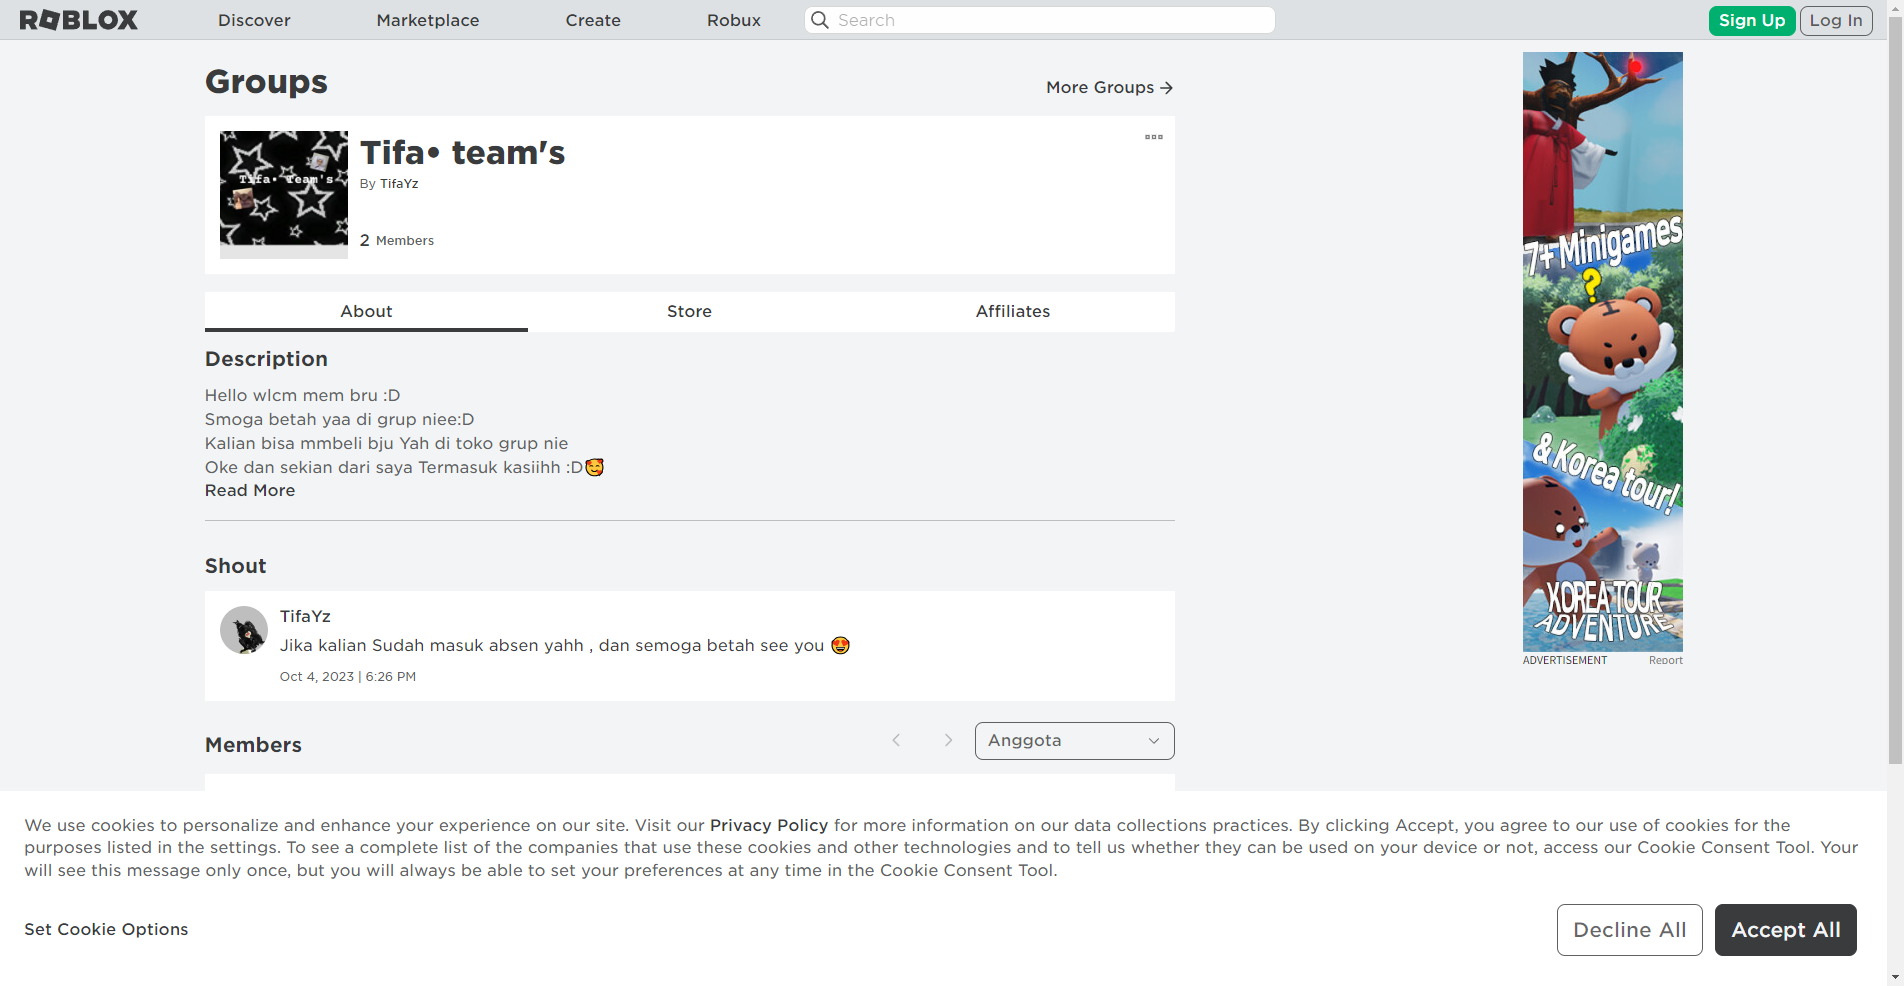 ROBLOX
Discover
Marketplace
Create
Robux
Search
Sign Up
Log In
Groups
More Groups
Tifa• Team's
Tifa• team's
By TifaYz
2 Members
About
Store
Affiliates
Description
Hello wlcm mem bru :D
Smoga betah yaa di grup niee:D
Kalian bisa mmbeli bju Yah di toko grup nie
Oke dan sekian dari saya Termasuk kasiihh :D🥰
Read More
Shout
TifaYz
Jika kalian Sudah masuk absen yahh , dan semoga betah see you 😍
Oct 4, 2023 | 6:26 PM
Members
Anggota
7+ Minigames
?
& Korea tour!
KOREA TOUR
ADVENTURE
ADVERTISEMENT
Report
We use cookies to personalize and enhance your experience on our site. Visit our Privacy Policy for more information on our data collections practices. By clicking Accept, you agree to our use of cookies for the
purposes listed in the settings. To see a complete list of the companies that use these cookies and other technologies and to tell us whether they can be used on your device or not, access our Cookie Consent Tool. Your
will see this message only once, but you will always be able to set your preferences at any time in the Cookie Consent Tool.
Set Cookie Options
Decline All
Accept All